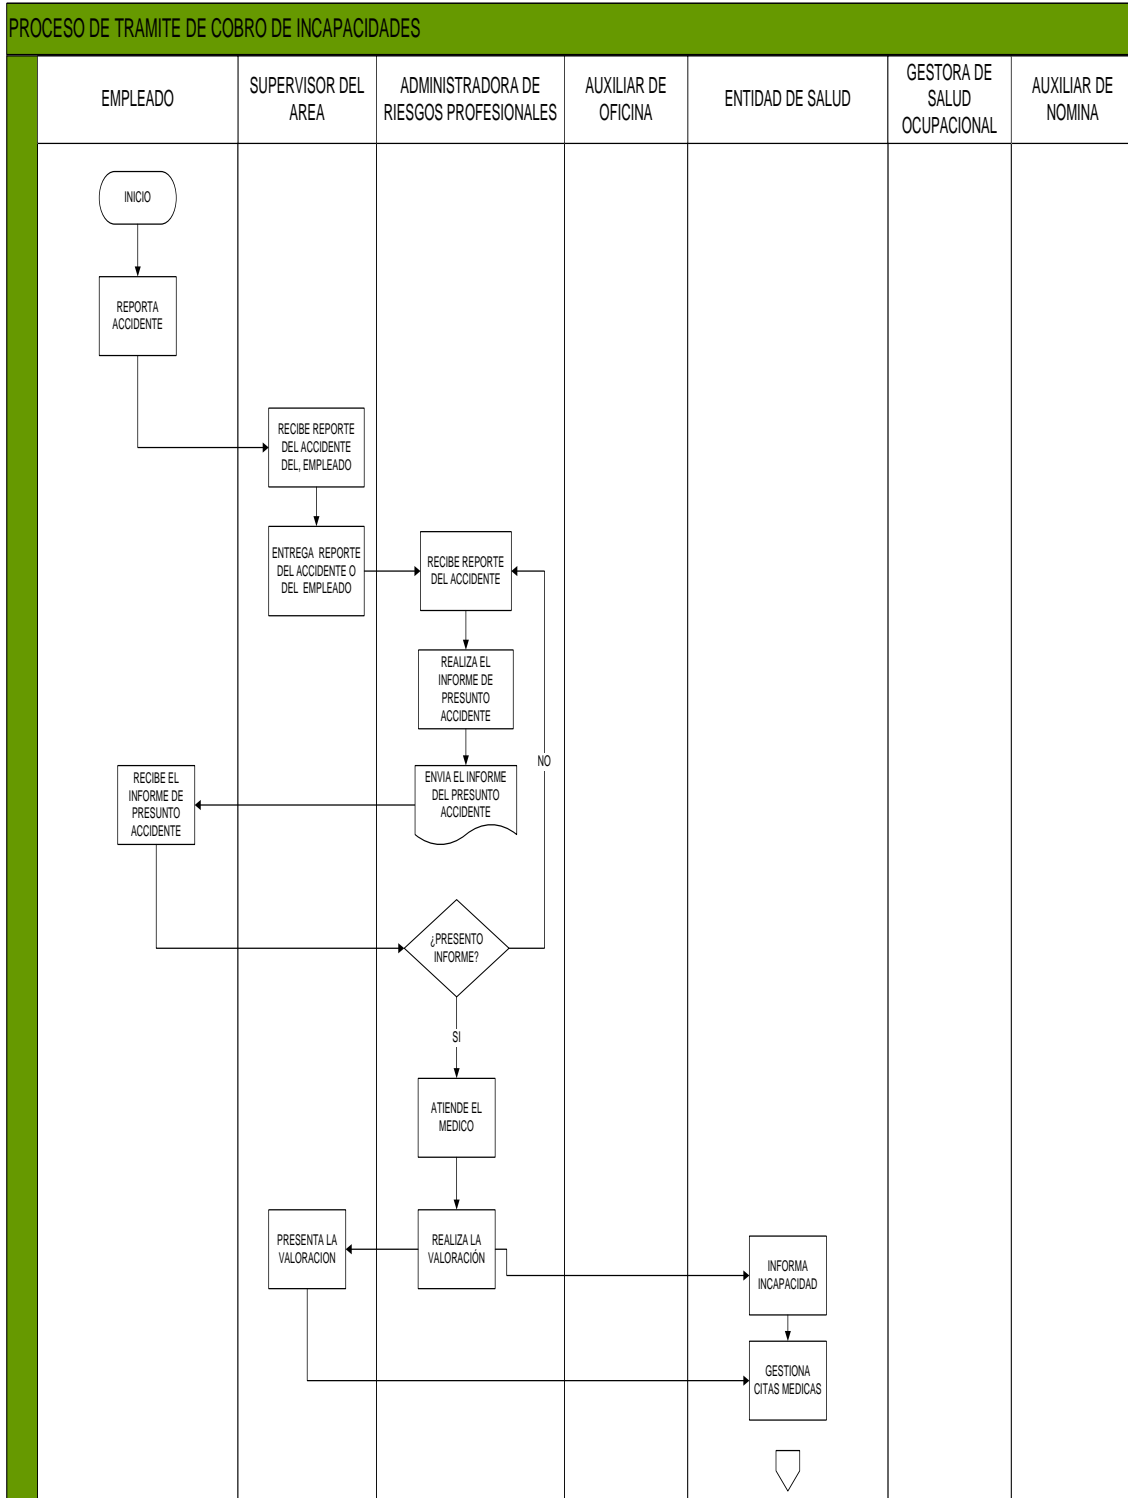 PROCESO DE TRAMITE DE COBRO DE INCAPACIDADES
EMPLEADO
SUPERVISOR DEL
AREA
ADMINISTRADORA DE
RIESGOS PROFESIONALES
AUXILIAR DE
OFICINA
ENTIDAD DE SALUD
GESTORA DE
SALUD
OCUPACIONAL
AUXILIAR DE
NOMINA
INICIO
REPORTA
ACCIDENTE
RECIBE REPORTE
DEL ACCIDENTE
DEL, EMPLEADO
ENTREGA REPORTE
DEL ACCIDENTE O
DEL EMPLEADO
RECIBE REPORTE
DEL ACCIDENTE
REALIZA EL
INFORME DE
PRESUNTO
ACCIDENTE
NO
ENVIA EL INFORME
DEL PRESUNTO
ACCIDENTE
RECIBE EL
INFORME DE
PRESUNTO
ACCIDENTE
¿PRESENTO
INFORME?
SI
ATIENDE EL
MEDICO
PRESENTA LA
VALORACION
REALIZA LA
VALORACIÓN
INFORMA
INCAPACIDAD
GESTIONA
CITAS MEDICAS